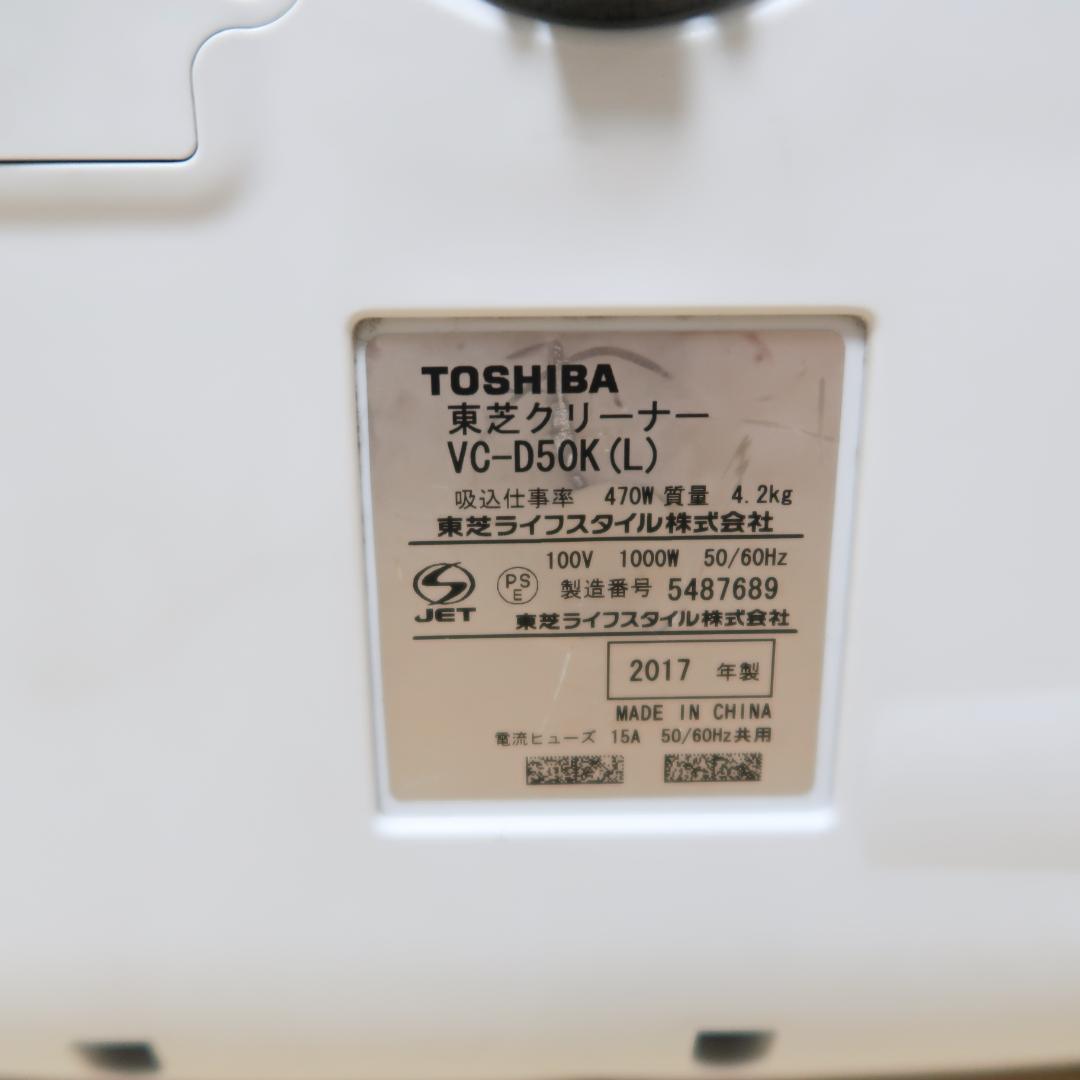 TOSHIBA
東芝クリーナー
VC-D50K(L)
吸込仕事率 470W 質量 4.2kg
東芝ライフスタイル株式会社
100V 1000W 50/60Hz
JET PSE 製造番号 5487689
東芝ライフスタイル株式会社
2017 年製
MADE IN CHINA
電流ヒューズ 15A 50/60Hz共用